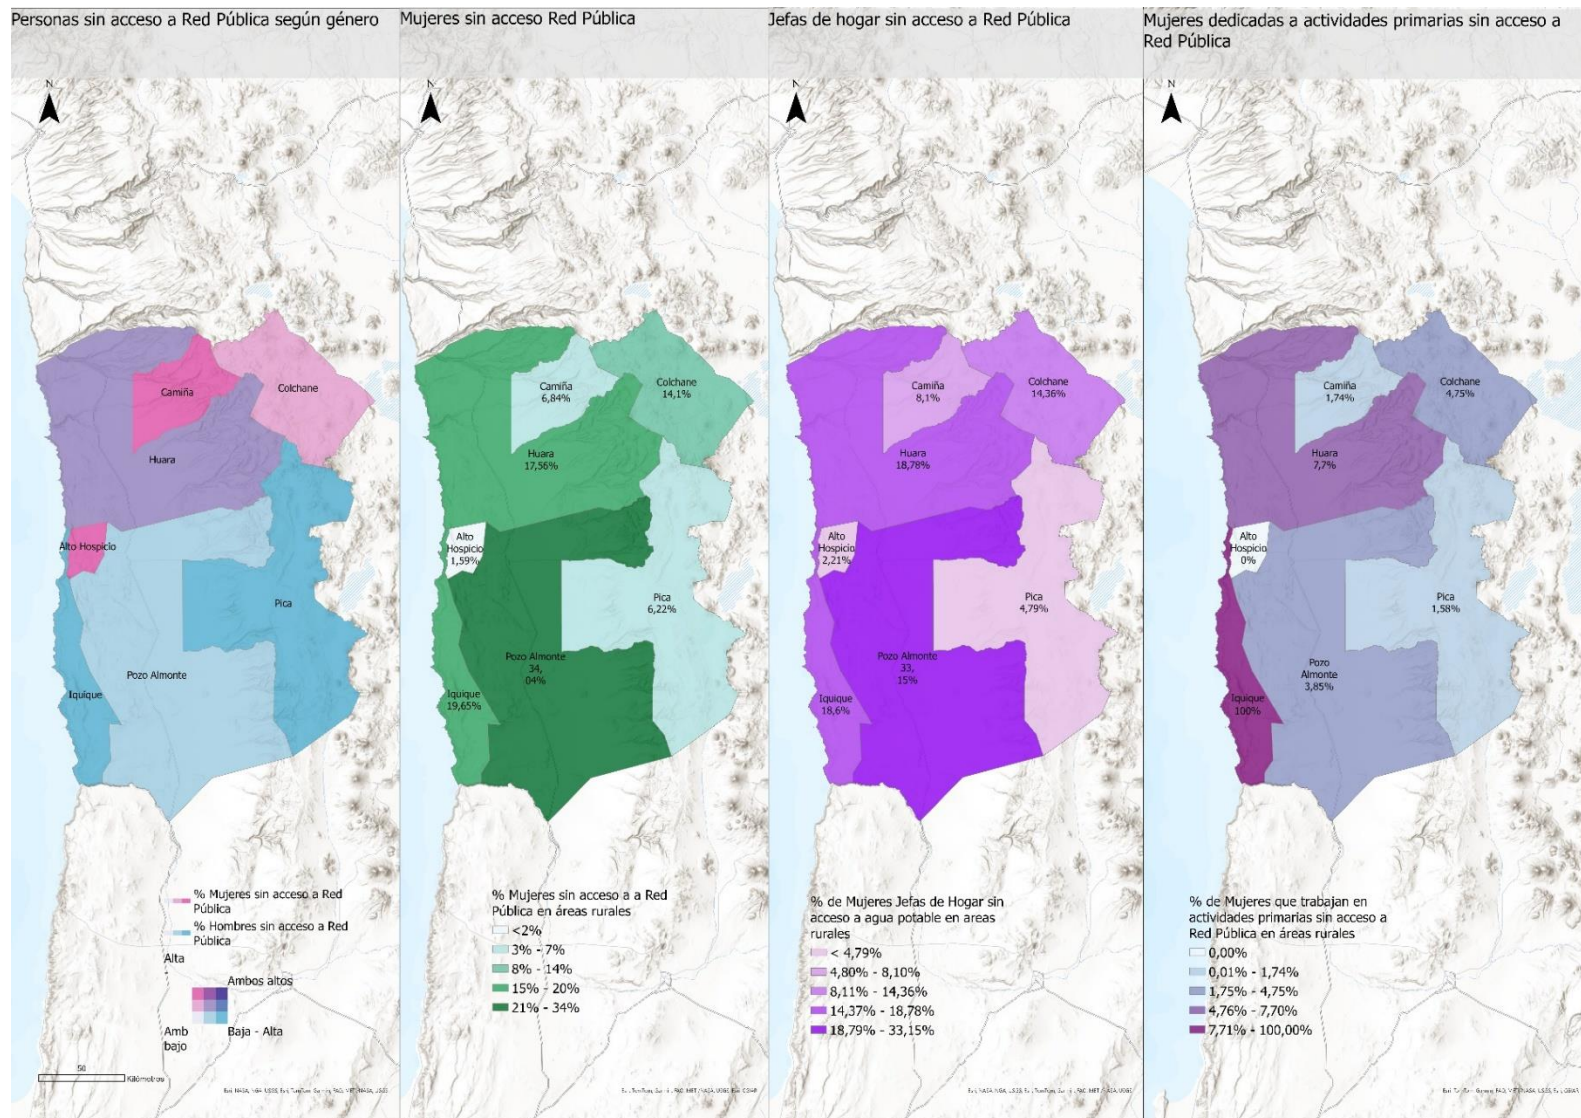 Personas sin acceso a Red Pública según género
N
Camiña
Colchane
Huara
Alto Hospicio
Pica
Pozo Almonte
Iquique
% Mujeres sin acceso a Red
Pública
% Hombres sin acceso a Red
Pública
Alta
Ambos altos
Amb
bajo
Baja - Alta
50
Kilómetros
Mujeres sin acceso Red Pública
N
Camiña
6,84%
Colchane
14,1%
Huara
17,56%
Alto
Hospicio
1,59%
Pica
6,22%
Pozo Almonte
34,
04%
Iquique
19,65%
% Mujeres sin acceso a a Red
Pública en áreas rurales
<2%
3% - 7%
8% - 14%
15% - 20%
21% - 34%
Jefas de hogar sin acceso a Red Pública
N
Camiña
8,1%
Colchane
14,36%
Huara
18,78%
Alto
Hospicio
2,21%
Pica
4,79%
Pozo Almonte
33,
15%
Iquique
18,6%
% de Mujeres Jefas de Hogar sin
acceso a agua potable en areas
rurales
< 4,79%
4,80% - 8,10%
8,11% - 14,36%
14,37% - 18,78%
18,79% - 33,15%
Mujeres dedicadas a actividades primarias sin acceso a
Red Pública
N
Camiña
1,74%
Colchane
4,75%
Huara
7,7%
Alto
Hospicio
0%
Pica
1,58%
Pozo
Almonte
3,85%
Iquique
100%
% de Mujeres que trabajan en
actividades primarias sin acceso a
Red Pública en áreas rurales
0,00%
0,01% - 1,74%
1,75% - 4,75%
4,76% - 7,70%
7,71% - 100,00%